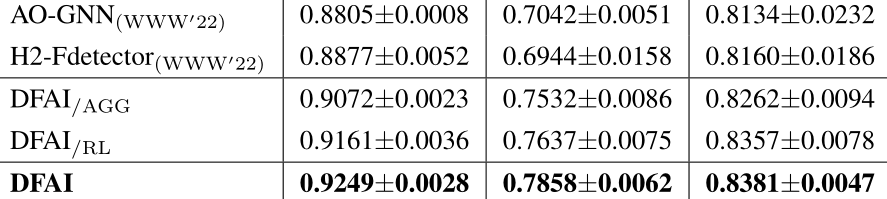 AO-GNN(WWW′22) 0.8805±0.0008 0.7042±0.0051 0.8134±0.0232
H2-Fdetector(WWW′22) 0.8877±0.0052 0.6944±0.0158 0.8160±0.0186
DFAI/AGG 0.9072±0.0023 0.7532±0.0086 0.8262±0.0094
DFAI/RL 0.9161±0.0036 0.7637±0.0075 0.8357±0.0078
DFAI 0.9249±0.0028 0.7858±0.0062 0.8381±0.0047